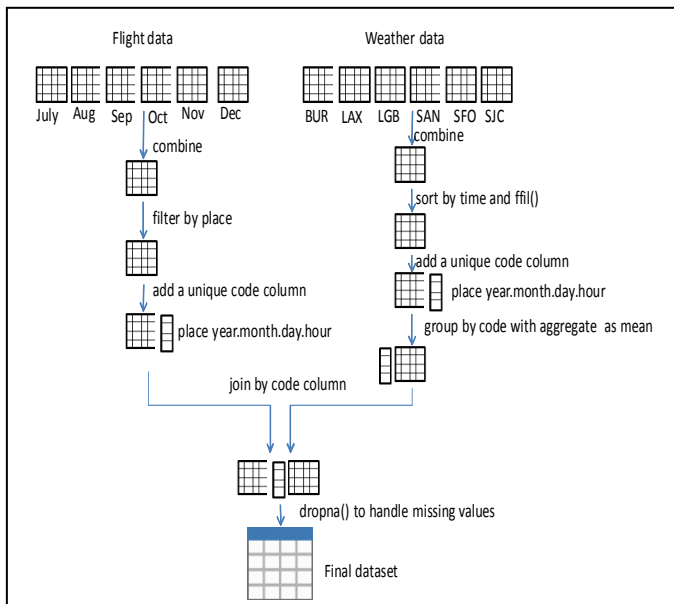 Flight data
Weather data
July Aug Sep Oct Nov Dec
BUR LAX LGB SAN SFO SJC
combine
combine
sort by time and ffil()
filter by place
add a unique code column
add a unique code column
place year.month.day.hour
place year.month.day.hour
group by code with aggregate as mean
join by code column
dropna() to handle missing values
Final dataset